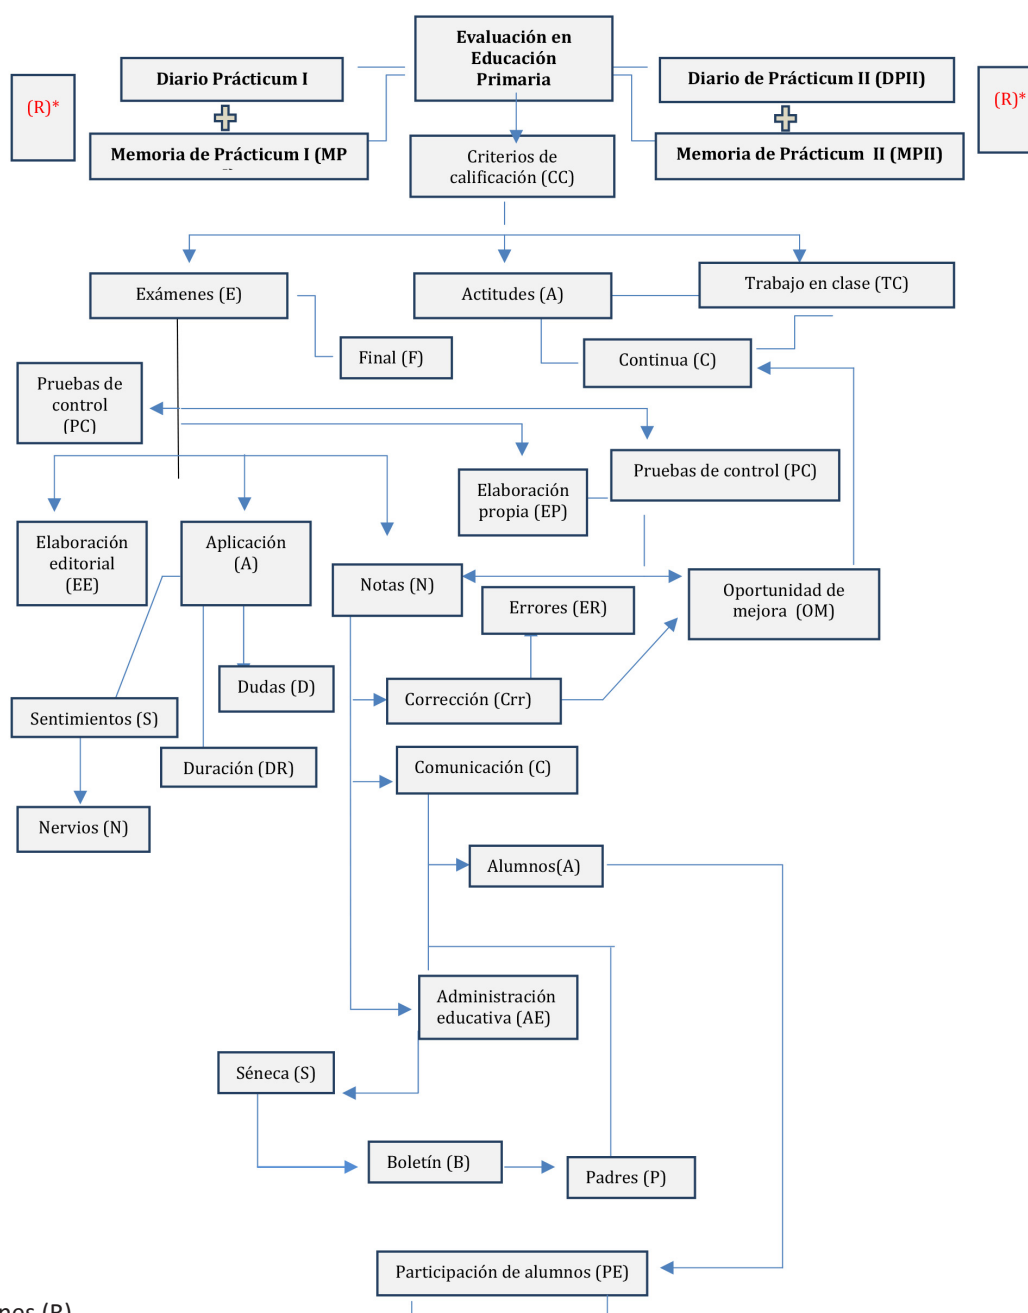 Evaluación en
Educación
Primaria
Diario Prácticum I
Diario de Prácticum II (DPII)
(R)*
(R)*
Memoria de Prácticum I (MP
Memoria de Prácticum II (MPII)
Criterios de
calificación (CC)
Exámenes (E)
Actitudes (A)
Trabajo en clase (TC)
Final (F)
Continua (C)
Pruebas de
control
(PC)
Pruebas de control (PC)
Elaboración
propia (EP)
Elaboración
editorial
(EE)
Aplicación
(A)
Notas (N)
Oportunidad de
mejora (OM)
Errores (ER)
Dudas (D)
Corrección (Crr)
Sentimientos (S)
Duración (DR)
Comunicación (C)
Nervios (N)
Alumnos(A)
Administración
educativa (AE)
Séneca (S)
Boletín (B)
Padres (P)
Participación de alumnos (PE)